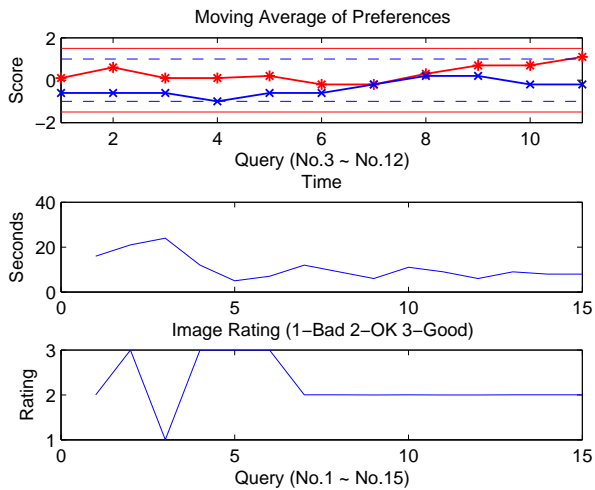 Moving Average of Preferences
2
0
−2
Score
2 4 6 8 10
Query (No.3 ~ No.12)
Time
40
20
0
Seconds
0 5 10 15
Image Rating (1−Bad 2−OK 3−Good)
3
2
1
Rating
0 5 10 15
Query (No.1 ~ No.15)